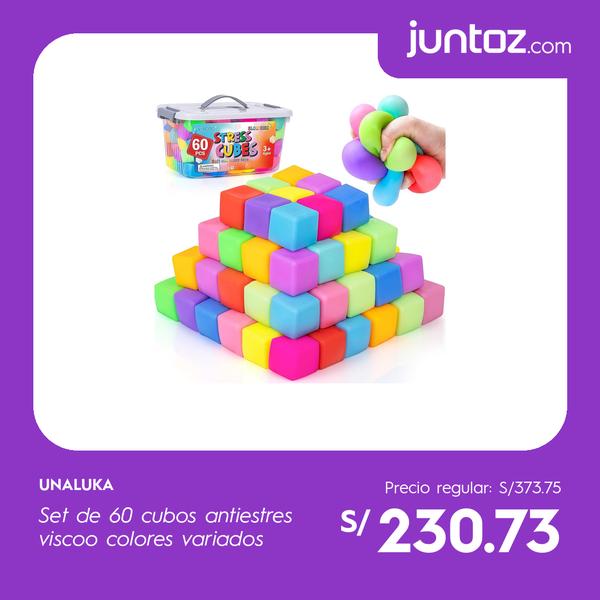 juntoz.com
60
PCS
STRESS
CUBES
3+
UNALUKA
Precio regular: S/373.75
Set de 60 cubos antiestres
viscoo colores variados
S/ 230.73